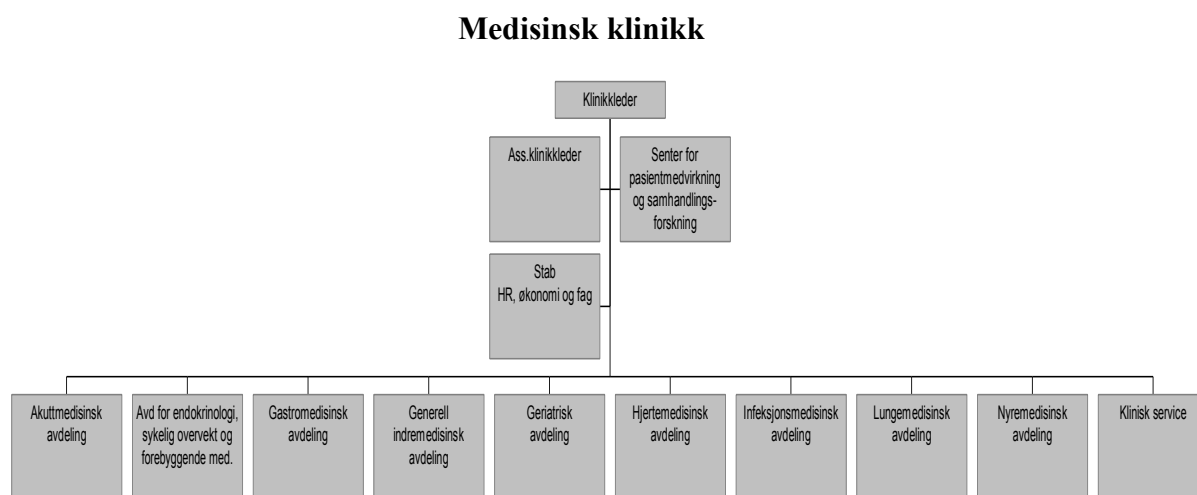 Medisinsk klinikk
Klinikkleder
Ass.klinikkleder
Senter for
pasientmedvirkning
og samhandlings-
forskning
Stab
HR, økonomi og fag
Akuttmedisinsk
avdeling
Avd for endokrinologi,
sykelig overvekt og
forebyggende med.
Gastromedisinsk
avdeling
Generell
indremedisinsk
avdeling
Geriatrisk
avdeling
Hjertemedisinsk
avdeling
Infeksjonsmedisinsk
avdeling
Lungemedisinsk
avdeling
Nyremedisinsk
avdeling
Klinisk service